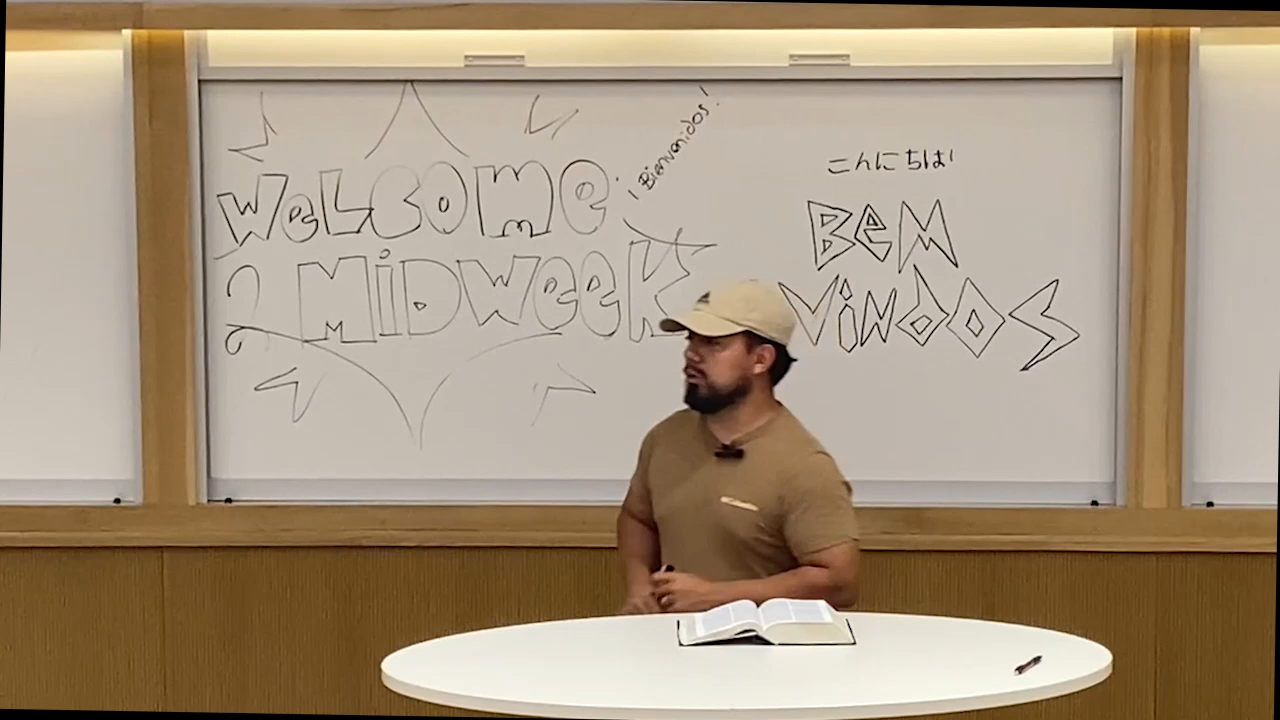 WeLCOMe
2 MiDWeeK
¡Bienvenidos!
こんにちは!
BeM
ViNDOS